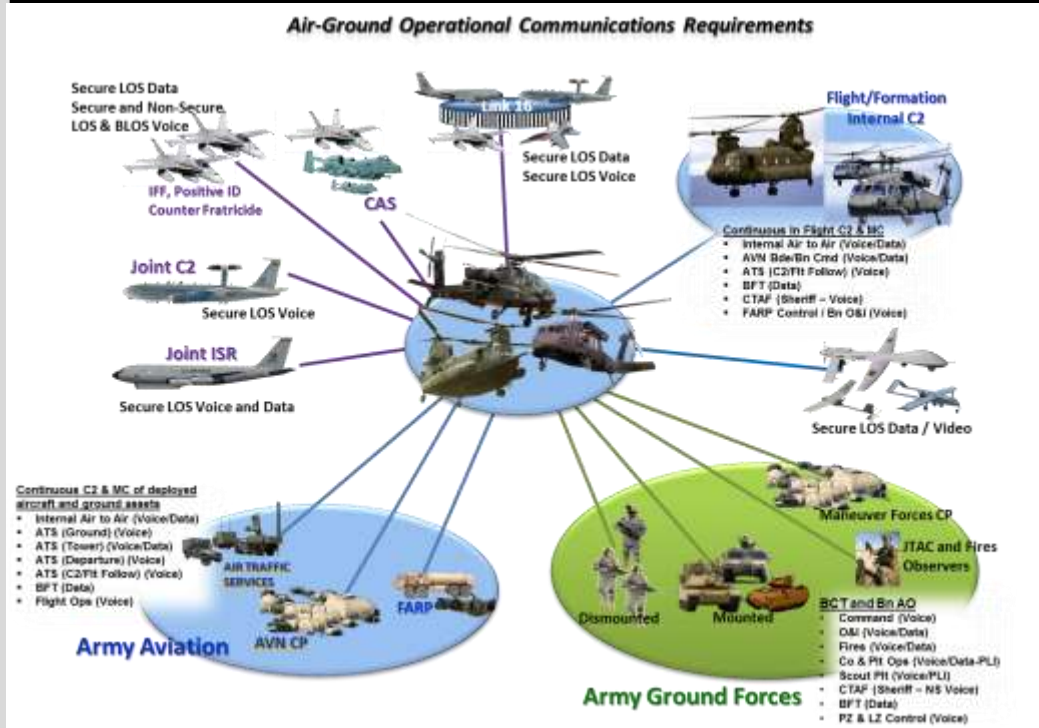 Air-Ground Operational Communications Requirements
Secure LOS Data
Secure and Non-Secure
LOS & BLOS Voice
IFF, Positive ID
Counter Fratricide
CAS
Link 16
Secure LOS Data
Secure LOS Voice
Flight/Formation
Internal C2
Continuous In Flight C2 & MC
• Internal Air to Air (Voice/Data)
• AVN Bde/Bn Cmd (Voice/Data)
• ATS (C2/Flt Follow) (Voice)
• BFT (Data)
• CTAF (Sheriff – Voice)
• FARP Control / Bn O&I (Voice)
Joint C2
Secure LOS Voice
Joint ISR
Secure LOS Voice and Data
Secure LOS Data / Video
Continuous C2 & MC of deployed
aircraft and ground assets
• Internal Air to Air (Voice/Data)
• ATS (Ground) (Voice)
• ATS (Tower) (Voice/Data)
• ATS (Departure) (Voice)
• ATS (C2/Flt Follow) (Voice)
• BFT (Data)
• Flight Ops (Voice)
AIR TRAFFIC
SERVICES
FARP
AVN CP
Army Aviation
Maneuver Forces CP
JTAC and Fires
Observers
Dismounted
Mounted
BCT and Bn AO
• Command (Voice)
• O&I (Voice/Data)
• Fires (Voice/Data)
• Co & Plt Ops (Voice/Data-PLI)
• Scout Plt (Voice/PLI)
• CTAF (Sheriff – NS Voice)
• BFT (Data)
• PZ & LZ Control (Voice)
Army Ground Forces